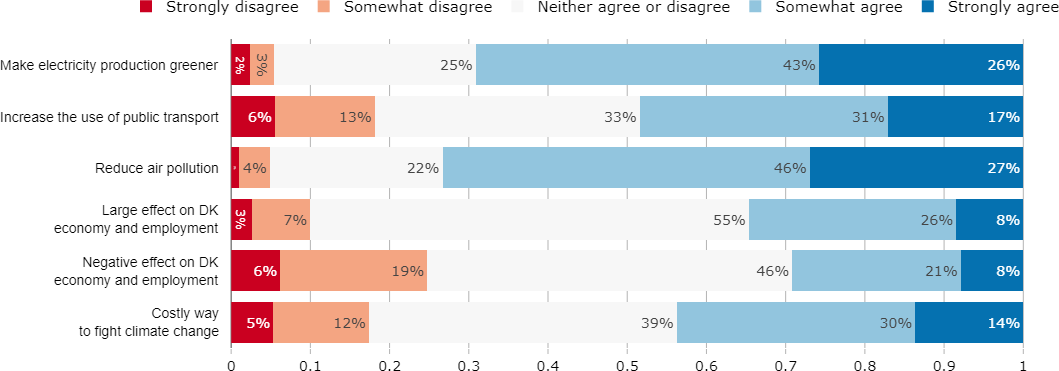 Strongly disagree Somewhat disagree Neither agree or disagree Somewhat agree Strongly agree
Make electricity production greener 2% 3% 25% 43% 26%
Increase the use of public transport 6% 13% 33% 31% 17%
Reduce air pollution 4% 22% 46% 27%
Large effect on DK
economy and employment 3% 7% 55% 26% 8%
Negative effect on DK
economy and employment 6% 19% 46% 21% 8%
Costly way
to fight climate change 5% 12% 39% 30% 14%
0 0.1 0.2 0.3 0.4 0.5 0.6 0.7 0.8 0.9 1